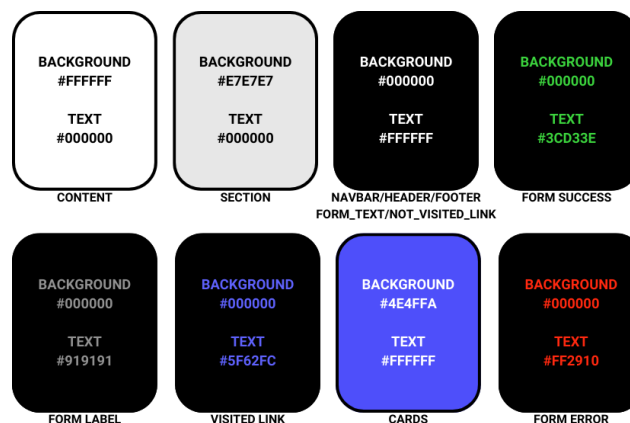 BACKGROUND
#FFFFFF
TEXT
#000000
CONTENT
BACKGROUND
#E7E7E7
TEXT
#000000
SECTION
BACKGROUND
#000000
TEXT
#FFFFFF
NAVBAR/HEADER/FOOTER
FORM_TEXT/NOT_VISITED_LINK
BACKGROUND
#000000
TEXT
#3CD33E
FORM SUCCESS
BACKGROUND
#000000
TEXT
#919191
FORM LABEL
BACKGROUND
#000000
TEXT
#5F62FC
VISITED LINK
BACKGROUND
#4E4FFA
TEXT
#FFFFFF
CARDS
BACKGROUND
#000000
TEXT
#FF2910
FORM ERROR